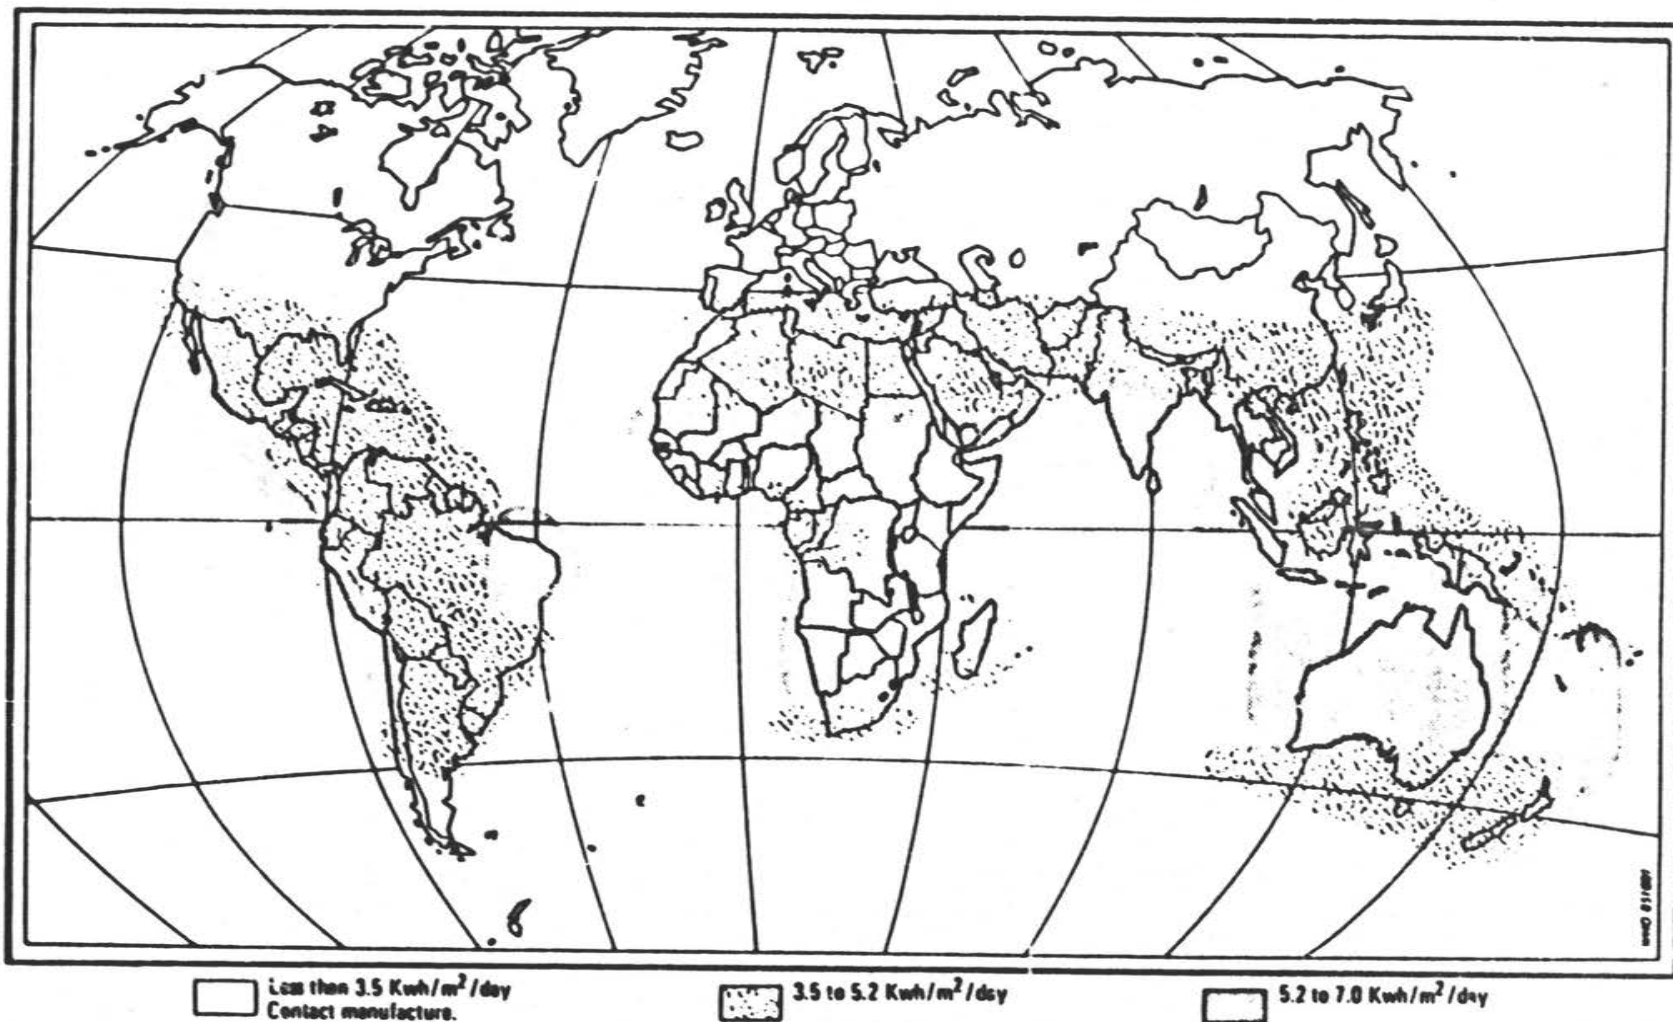 Less than 3.5 Kwh/m²/day
Contact manufacture.
3.5 to 5.2 Kwh/m²/day
5.2 to 7.0 Kwh/m²/day